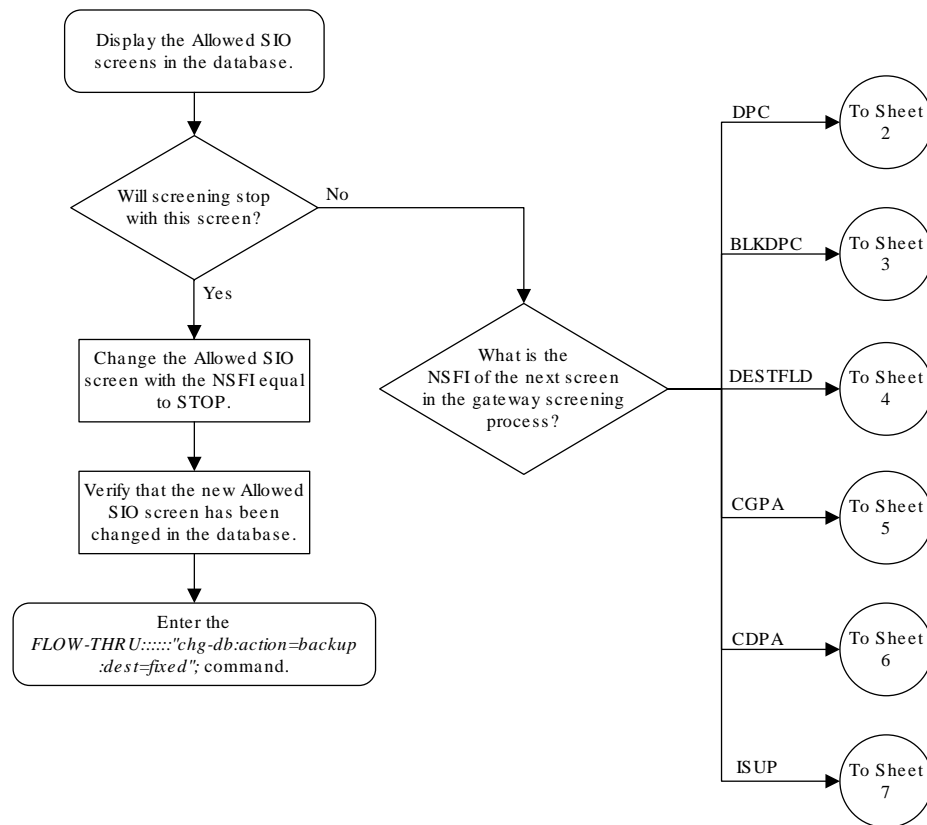 Display the Allowed SIO
screens in the database.
Will screening stop
with this screen?
No
Yes
Change the Allowed SIO
screen with the NSFI equal
to STOP.
Verify that the new Allowed
SIO screen has been
changed in the database.
Enter the
FLOW-THRU::::::"chg-db:action=backup
:dest=fixed"; command.
What is the
NSFI of the next screen
in the gateway screening
process?
DPC
To Sheet
2
BLKDPC
To Sheet
3
DESTFLD
To Sheet
4
CGPA
To Sheet
5
CDPA
To Sheet
6
ISUP
To Sheet
7